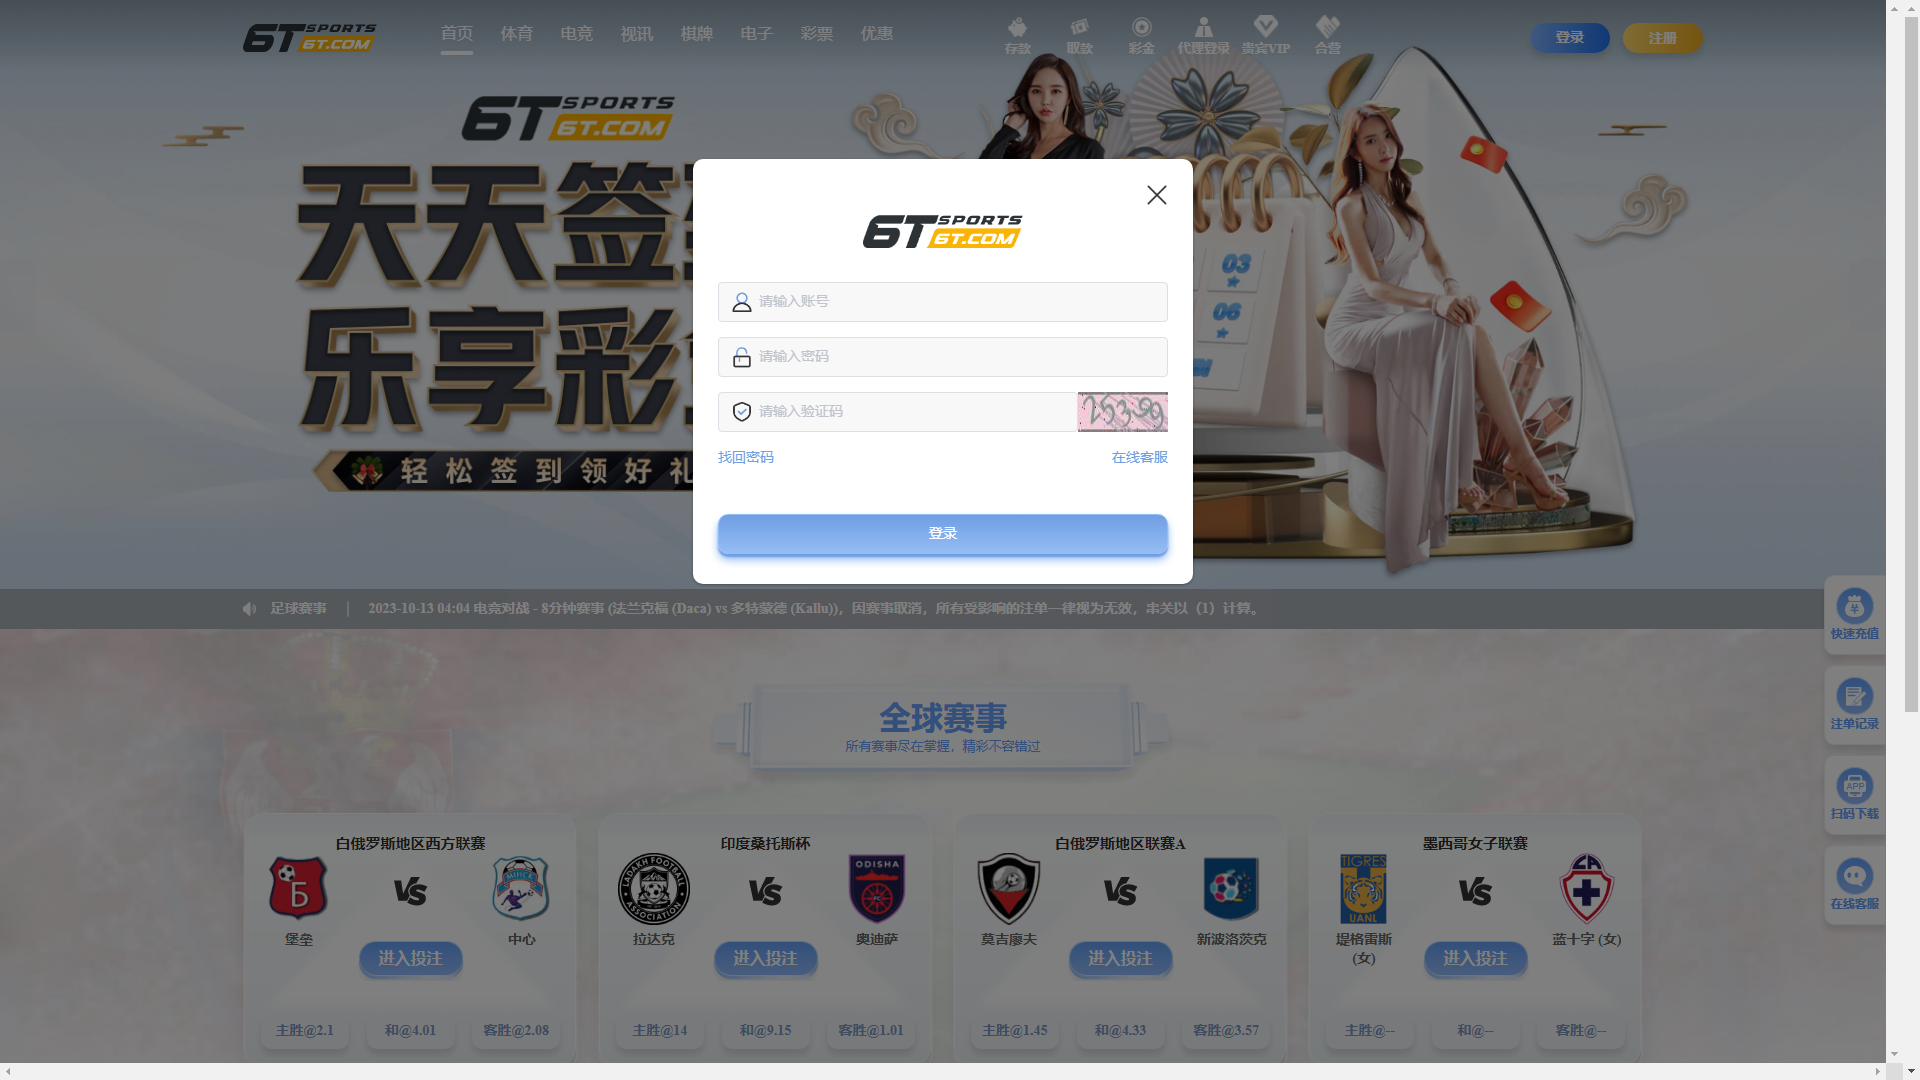 6T SPORTS 6T.COM
首页
体育
电竞
视讯
棋牌
电子
彩票
优惠
存款
取款
彩金
代理登录
贵宾VIP
合营
登录
注册
6T SPORTS 6T.COM
天天签
乐享彩
轻松签到领好礼
03
06
6T SPORTS 6T.COM
请输入账号
请输入密码
请输入验证码
25399
找回密码
在线客服
登录
足球赛事
2023-10-13 04:04 电竞对战 - 8分钟赛事 (法兰克福 (Daca) vs 多特蒙德 (Kallu))，因赛事取消，所有受影响的注单一律视为无效，串关以（1）计算。
快速充值
注单记录
APP
扫码下载
在线客服
全球赛事
所有赛事尽在掌握，精彩不容错过
白俄罗斯地区西方联赛
VS
堡垒
中心
进入投注
主胜@2.1
和@4.01
客胜@2.08
印度桑托斯杯
LADAKH FOOTBALL ASSOCIATION
VS
ODISHA FC
拉达克
奥迪萨
进入投注
主胜@14
和@9.15
客胜@1.01
白俄罗斯地区联赛A
VS
莫吉廖夫
新波洛茨克
进入投注
主胜@1.45
和@4.33
客胜@3.57
墨西哥女子联赛
TIGRES
UANL
VS
堤格雷斯
(女)
蓝十字 (女)
进入投注
主胜@--
和@--
客胜@--